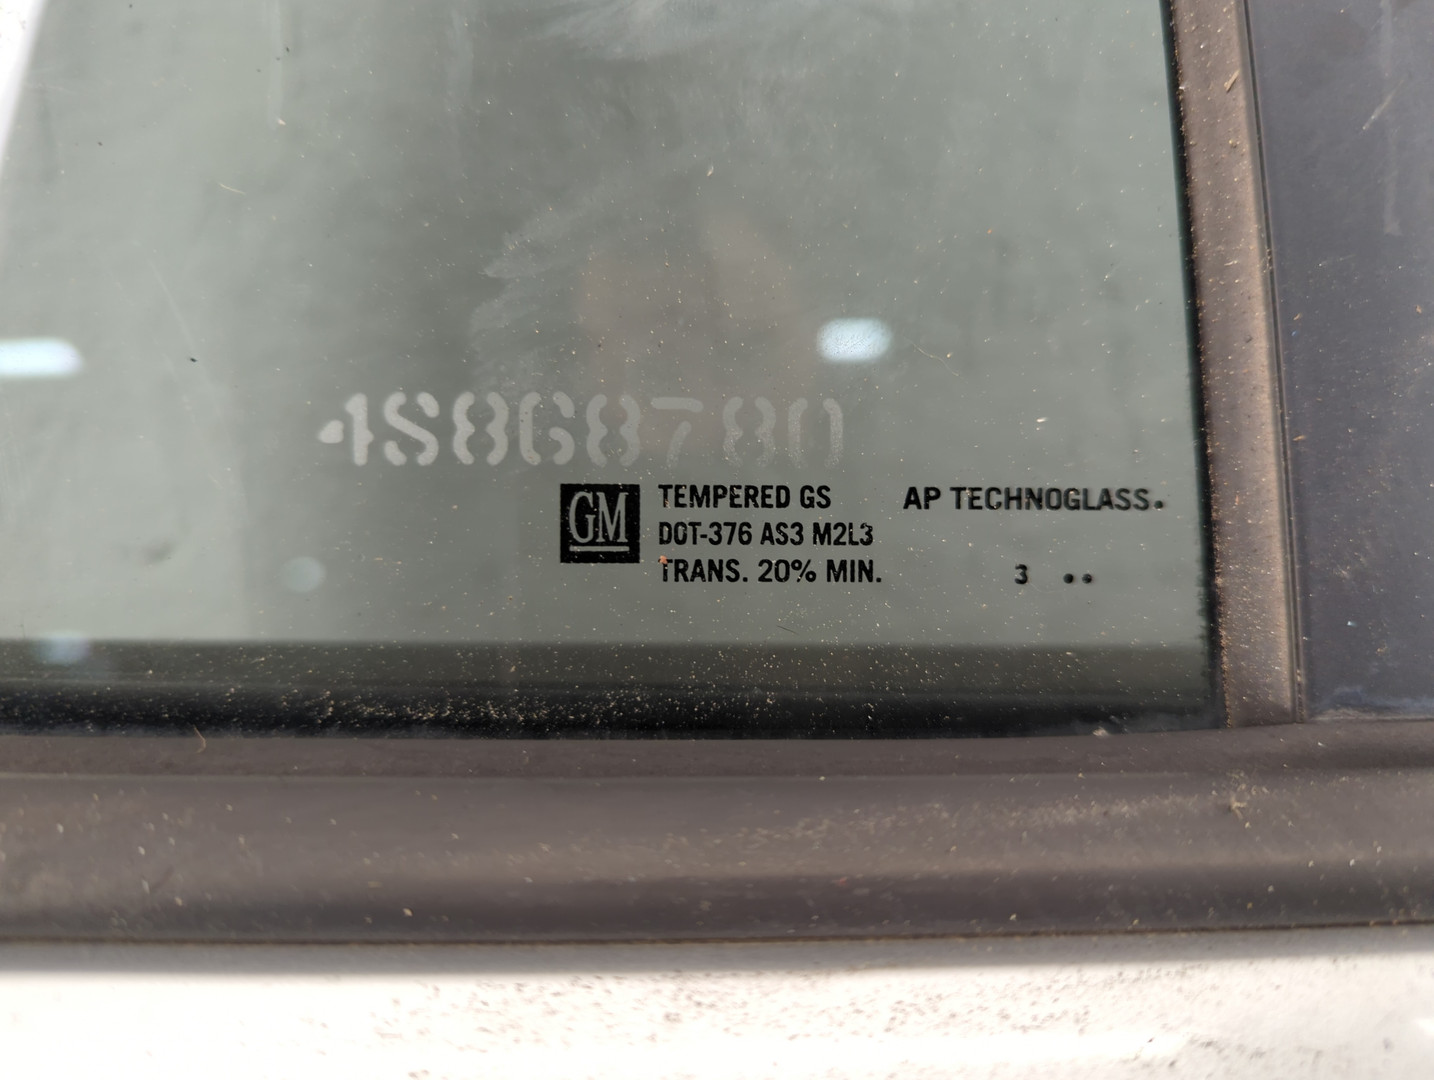 4S868780
GM
TEMPERED GS
DOT-376 AS3 M2L3
TRANS. 20% MIN.
AP TECHNOGLASS.
3 ..